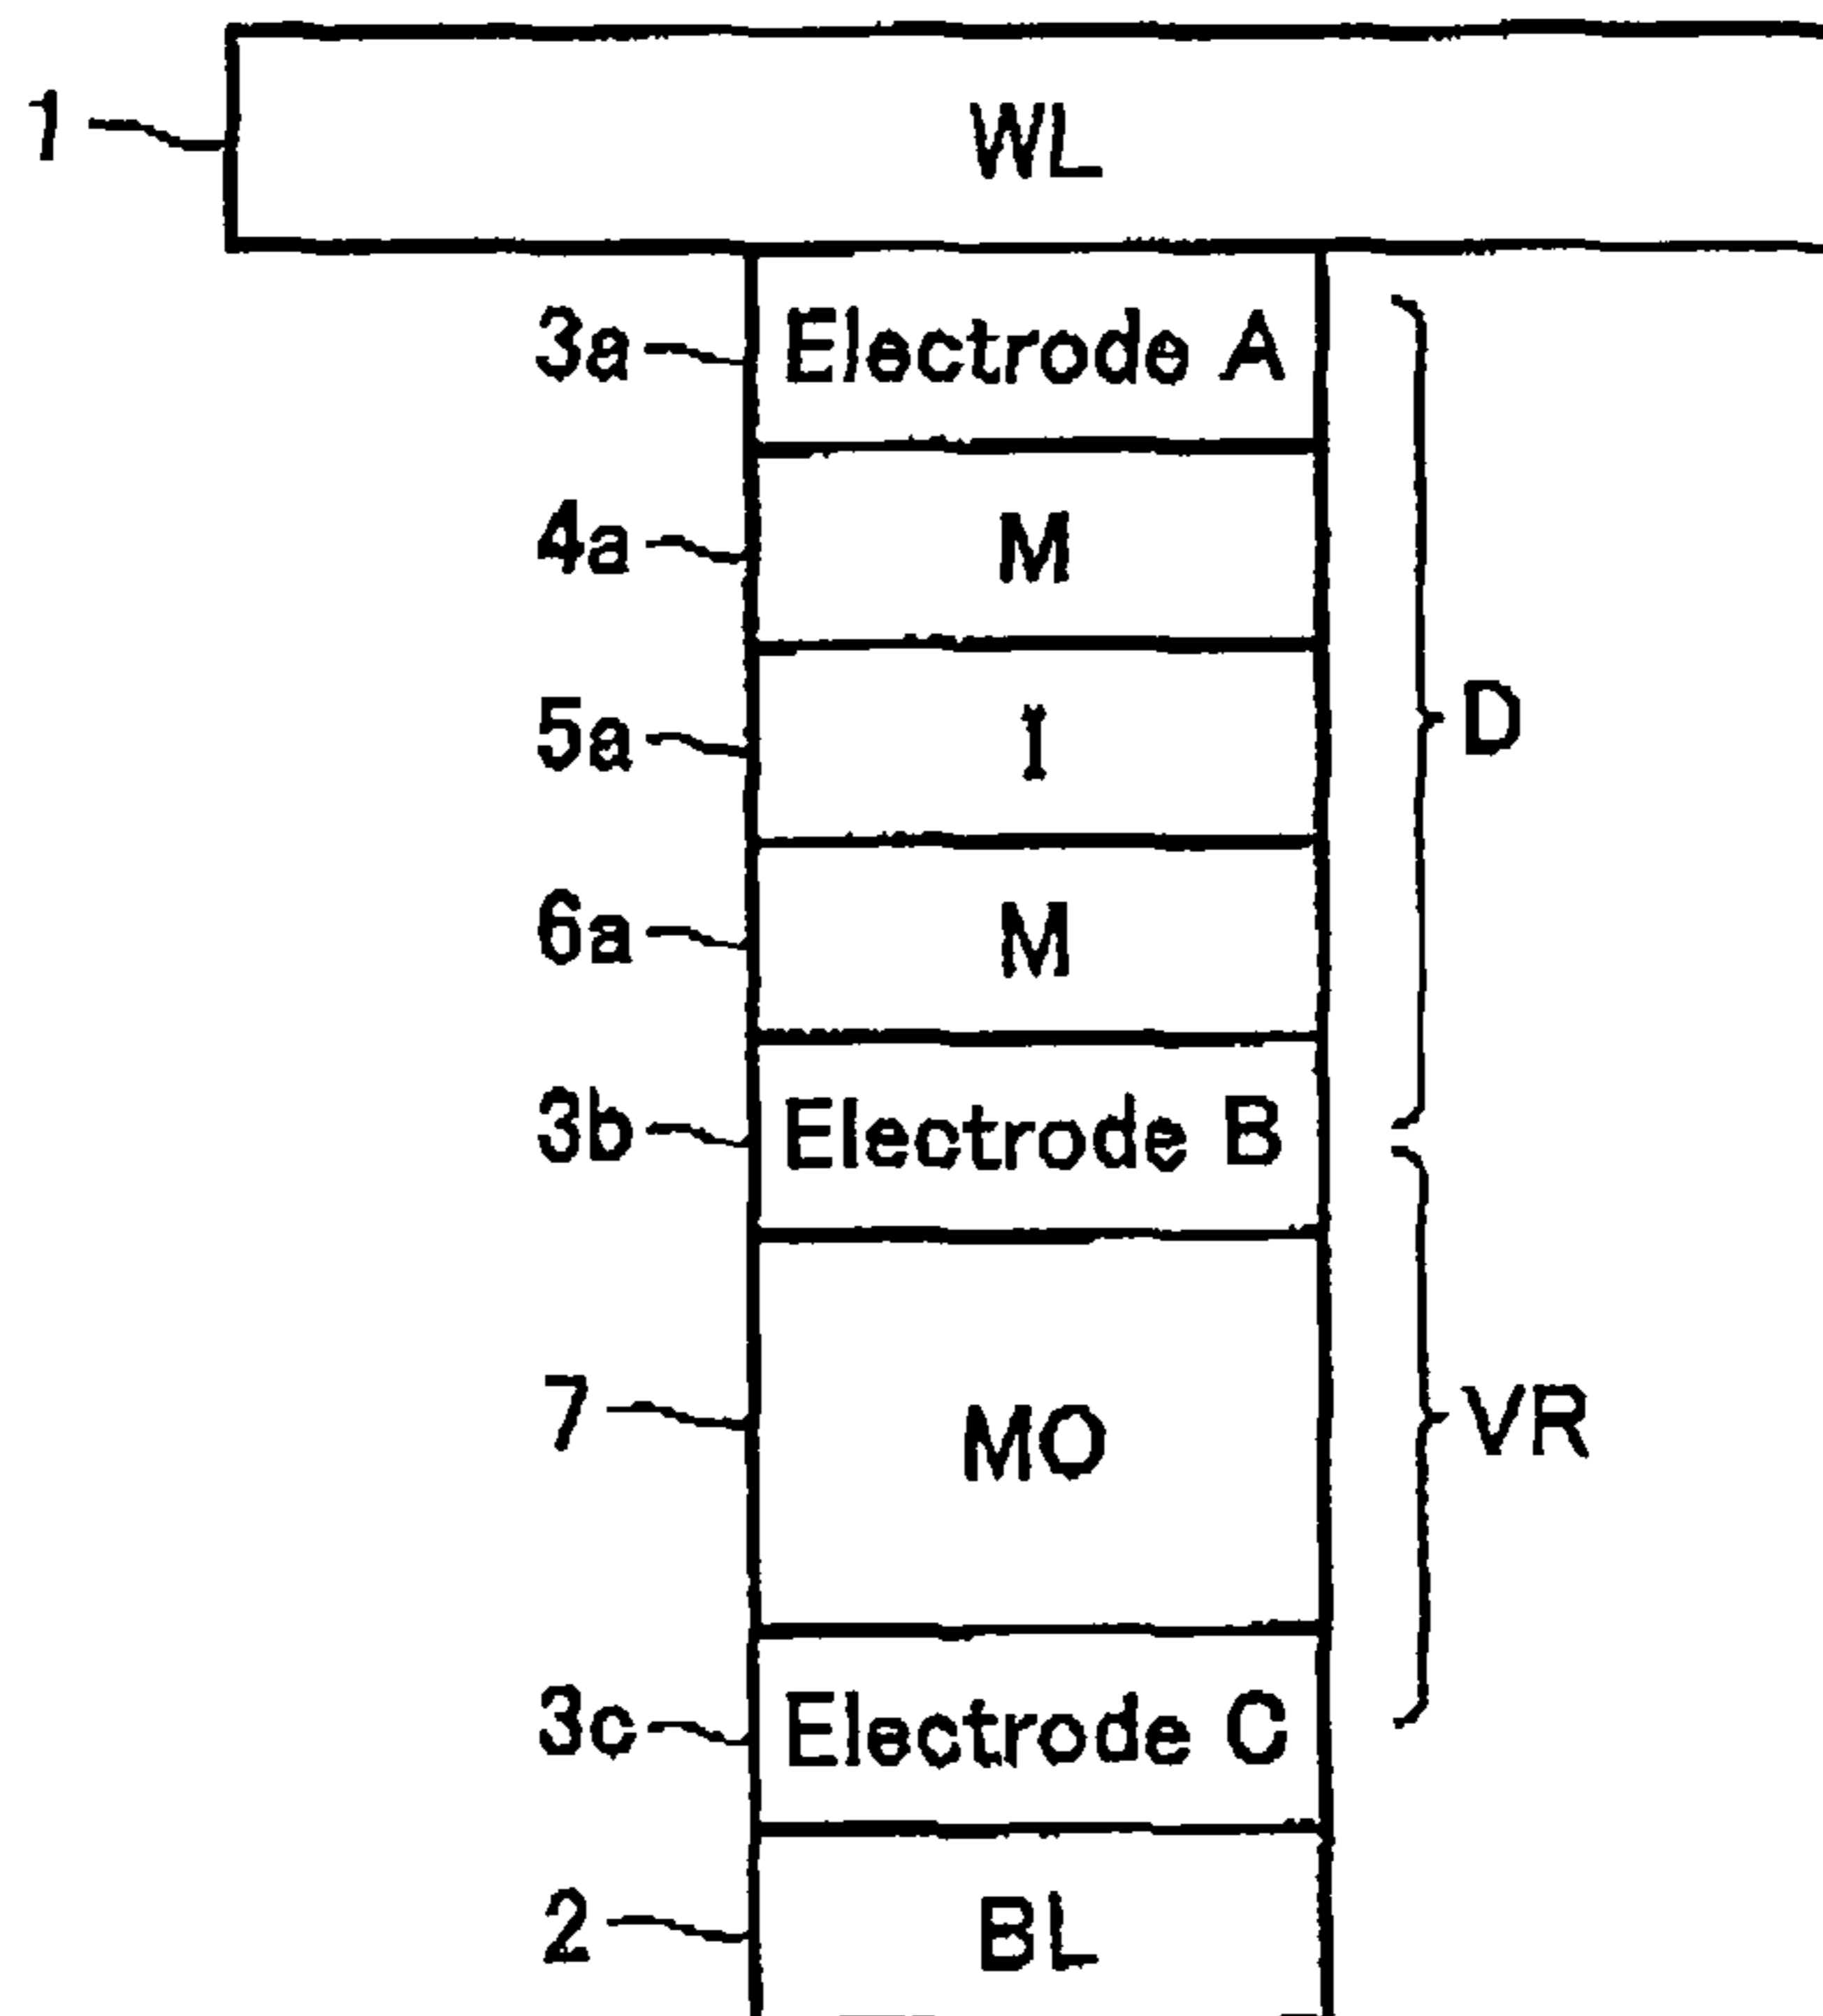 1 WL
3a Electrode A
4a M
5a I D
6a M
3b Electrode B
7 MO VR
3c Electrode C
2 BL